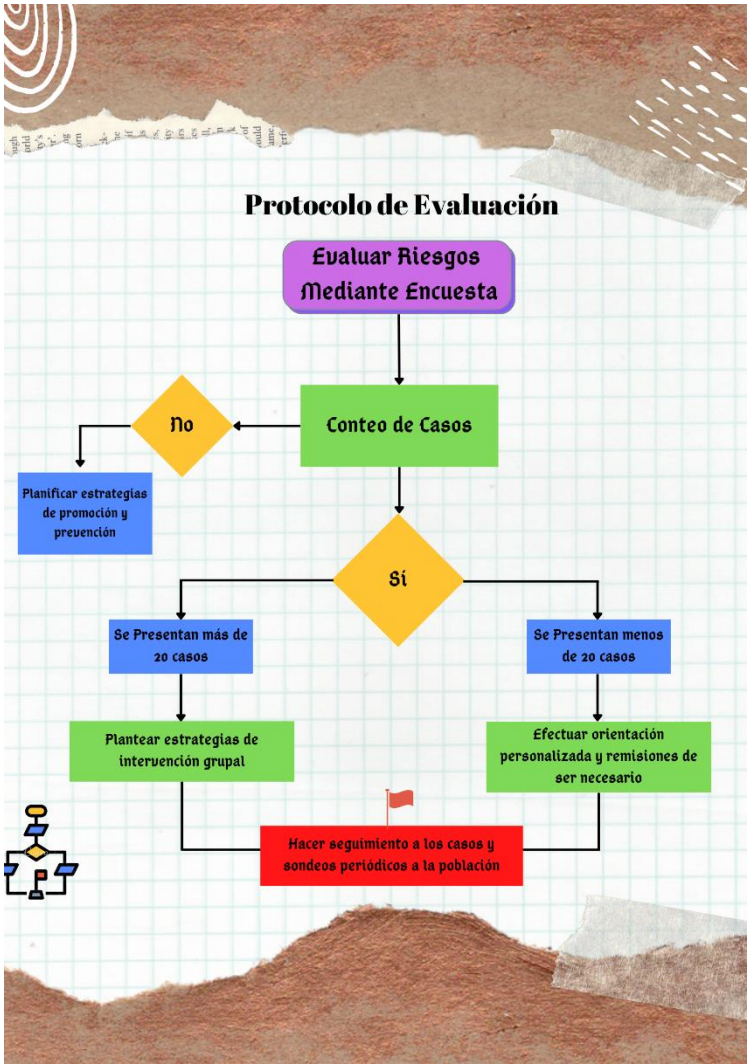 Protocolo de Evaluación
Evaluar Riesgos
Mediante Encuesta
No
Conteo de Casos
Planificar estrategias
de promoción y
prevención
Sí
Se Presentan más de
20 casos
Se Presentan menos
de 20 casos
Plantear estrategias de
intervención grupal
Efectuar orientación
personalizada y remisiones de
ser necesario
Hacer seguimiento a los casos y
sondeos periódicos a la población